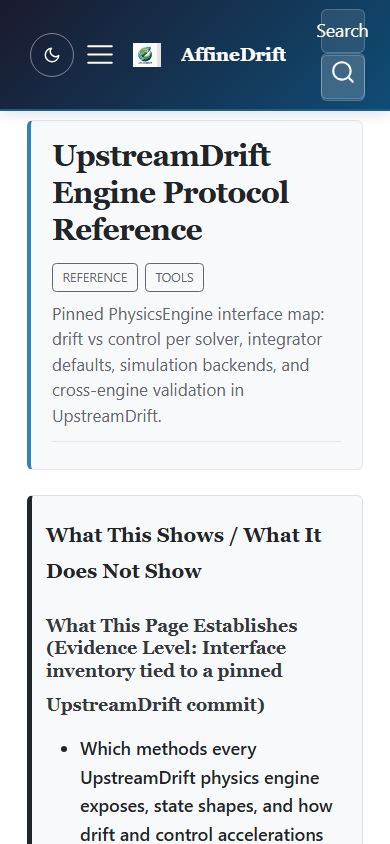 Search
AffineDrift
UpstreamDrift
Engine Protocol
Reference
REFERENCE
TOOLS
Pinned PhysicsEngine interface map:
drift vs control per solver, integrator
defaults, simulation backends, and
cross-engine validation in
UpstreamDrift.
What This Shows / What It
Does Not Show
What This Page Establishes
(Evidence Level: Interface
inventory tied to a pinned
UpstreamDrift commit)
• Which methods every
UpstreamDrift physics engine
exposes, state shapes, and how
drift and control accelerations